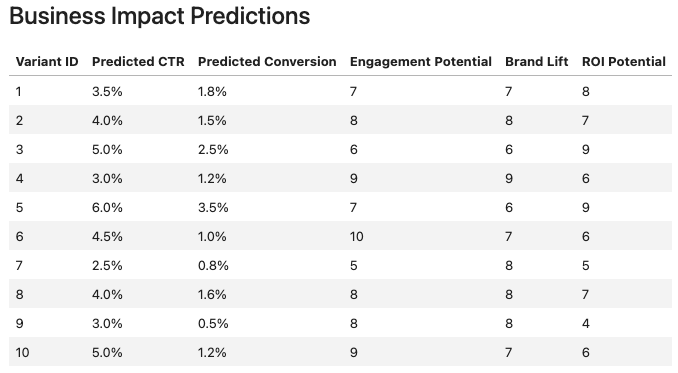 Business Impact Predictions
Variant ID Predicted CTR Predicted Conversion Engagement Potential Brand Lift ROI Potential
1 3.5% 1.8% 7 7 8
2 4.0% 1.5% 8 8 7
3 5.0% 2.5% 6 6 9
4 3.0% 1.2% 9 9 6
5 6.0% 3.5% 7 6 9
6 4.5% 1.0% 10 7 6
7 2.5% 0.8% 5 8 5
8 4.0% 1.6% 8 8 7
9 3.0% 0.5% 8 8 4
10 5.0% 1.2% 9 7 6